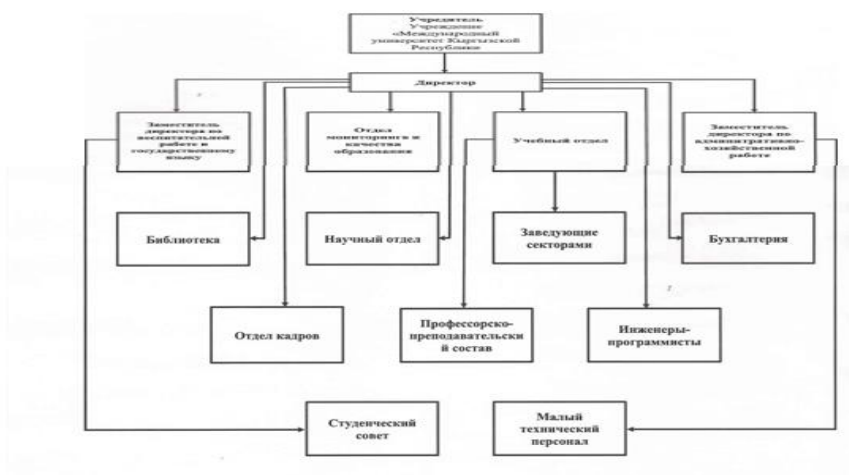 Учредитель
Учреждение
«Международный
университет Кыргызской
Республики
Директор
Заместитель
директора по
воспитательной
работе и
государственному
языку
Отдел
мониторинга и
качества
образования
Учебный отдел
Заместитель
директора по
административно-
хозяйственной
работе
Библиотека
Научный отдел
Заведующие
секторами
Бухгалтерия
Отдел кадров
Профессорско-
преподавательски
й состав
Инженеры-
программисты
Студенческий
совет
Малый
технический
персонал